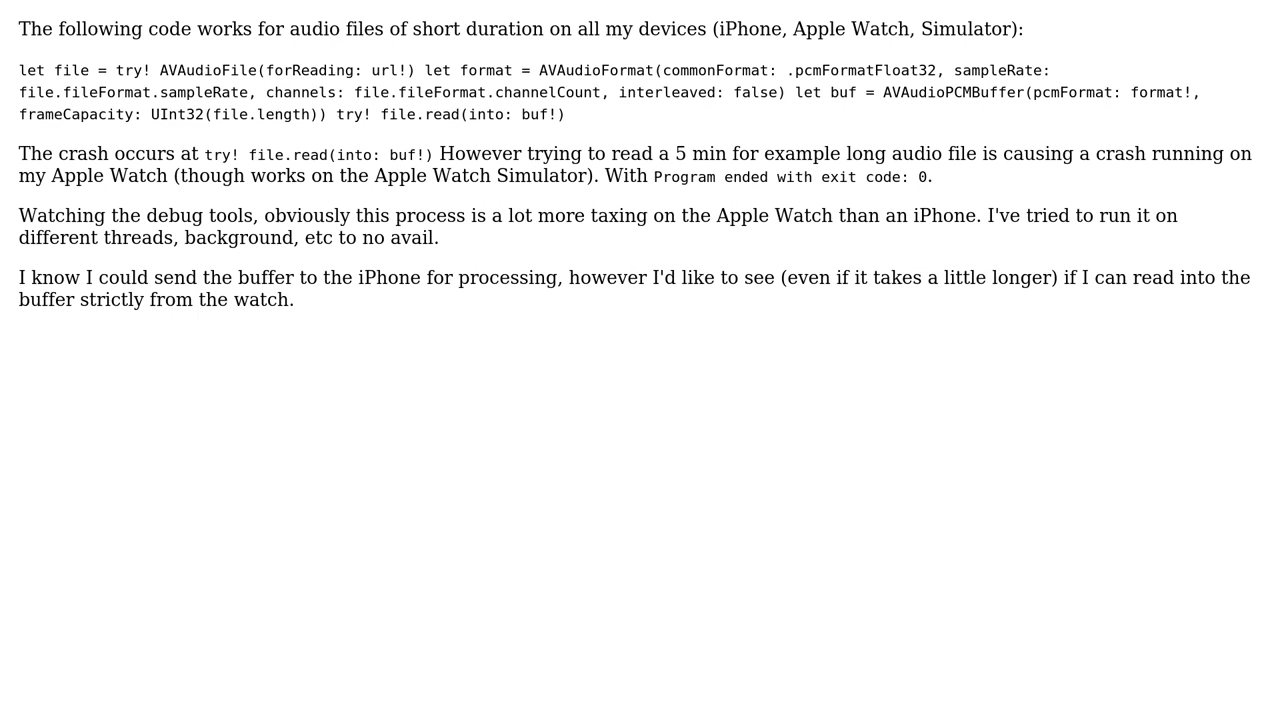 The following code works for audio files of short duration on all my devices (iPhone, Apple Watch, Simulator):
let file = try! AVAudioFile(forReading: url!) let format = AVAudioFormat(commonFormat: .pcmFormatFloat32, sampleRate:
file.fileFormat.sampleRate, channels: file.fileFormat.channelCount, interleaved: false) let buf = AVAudioPCMBuffer(pcmFormat: format!,
frameCapacity: UInt32(file.length)) try! file.read(into: buf!)
The crash occurs at try! file.read(into: buf!) However trying to read a 5 min for example long audio file is causing a crash running on
my Apple Watch (though works on the Apple Watch Simulator). With Program ended with exit code: 0.
Watching the debug tools, obviously this process is a lot more taxing on the Apple Watch than an iPhone. I've tried to run it on
different threads, background, etc to no avail.
I know I could send the buffer to the iPhone for processing, however I'd like to see (even if it takes a little longer) if I can read into the
buffer strictly from the watch.